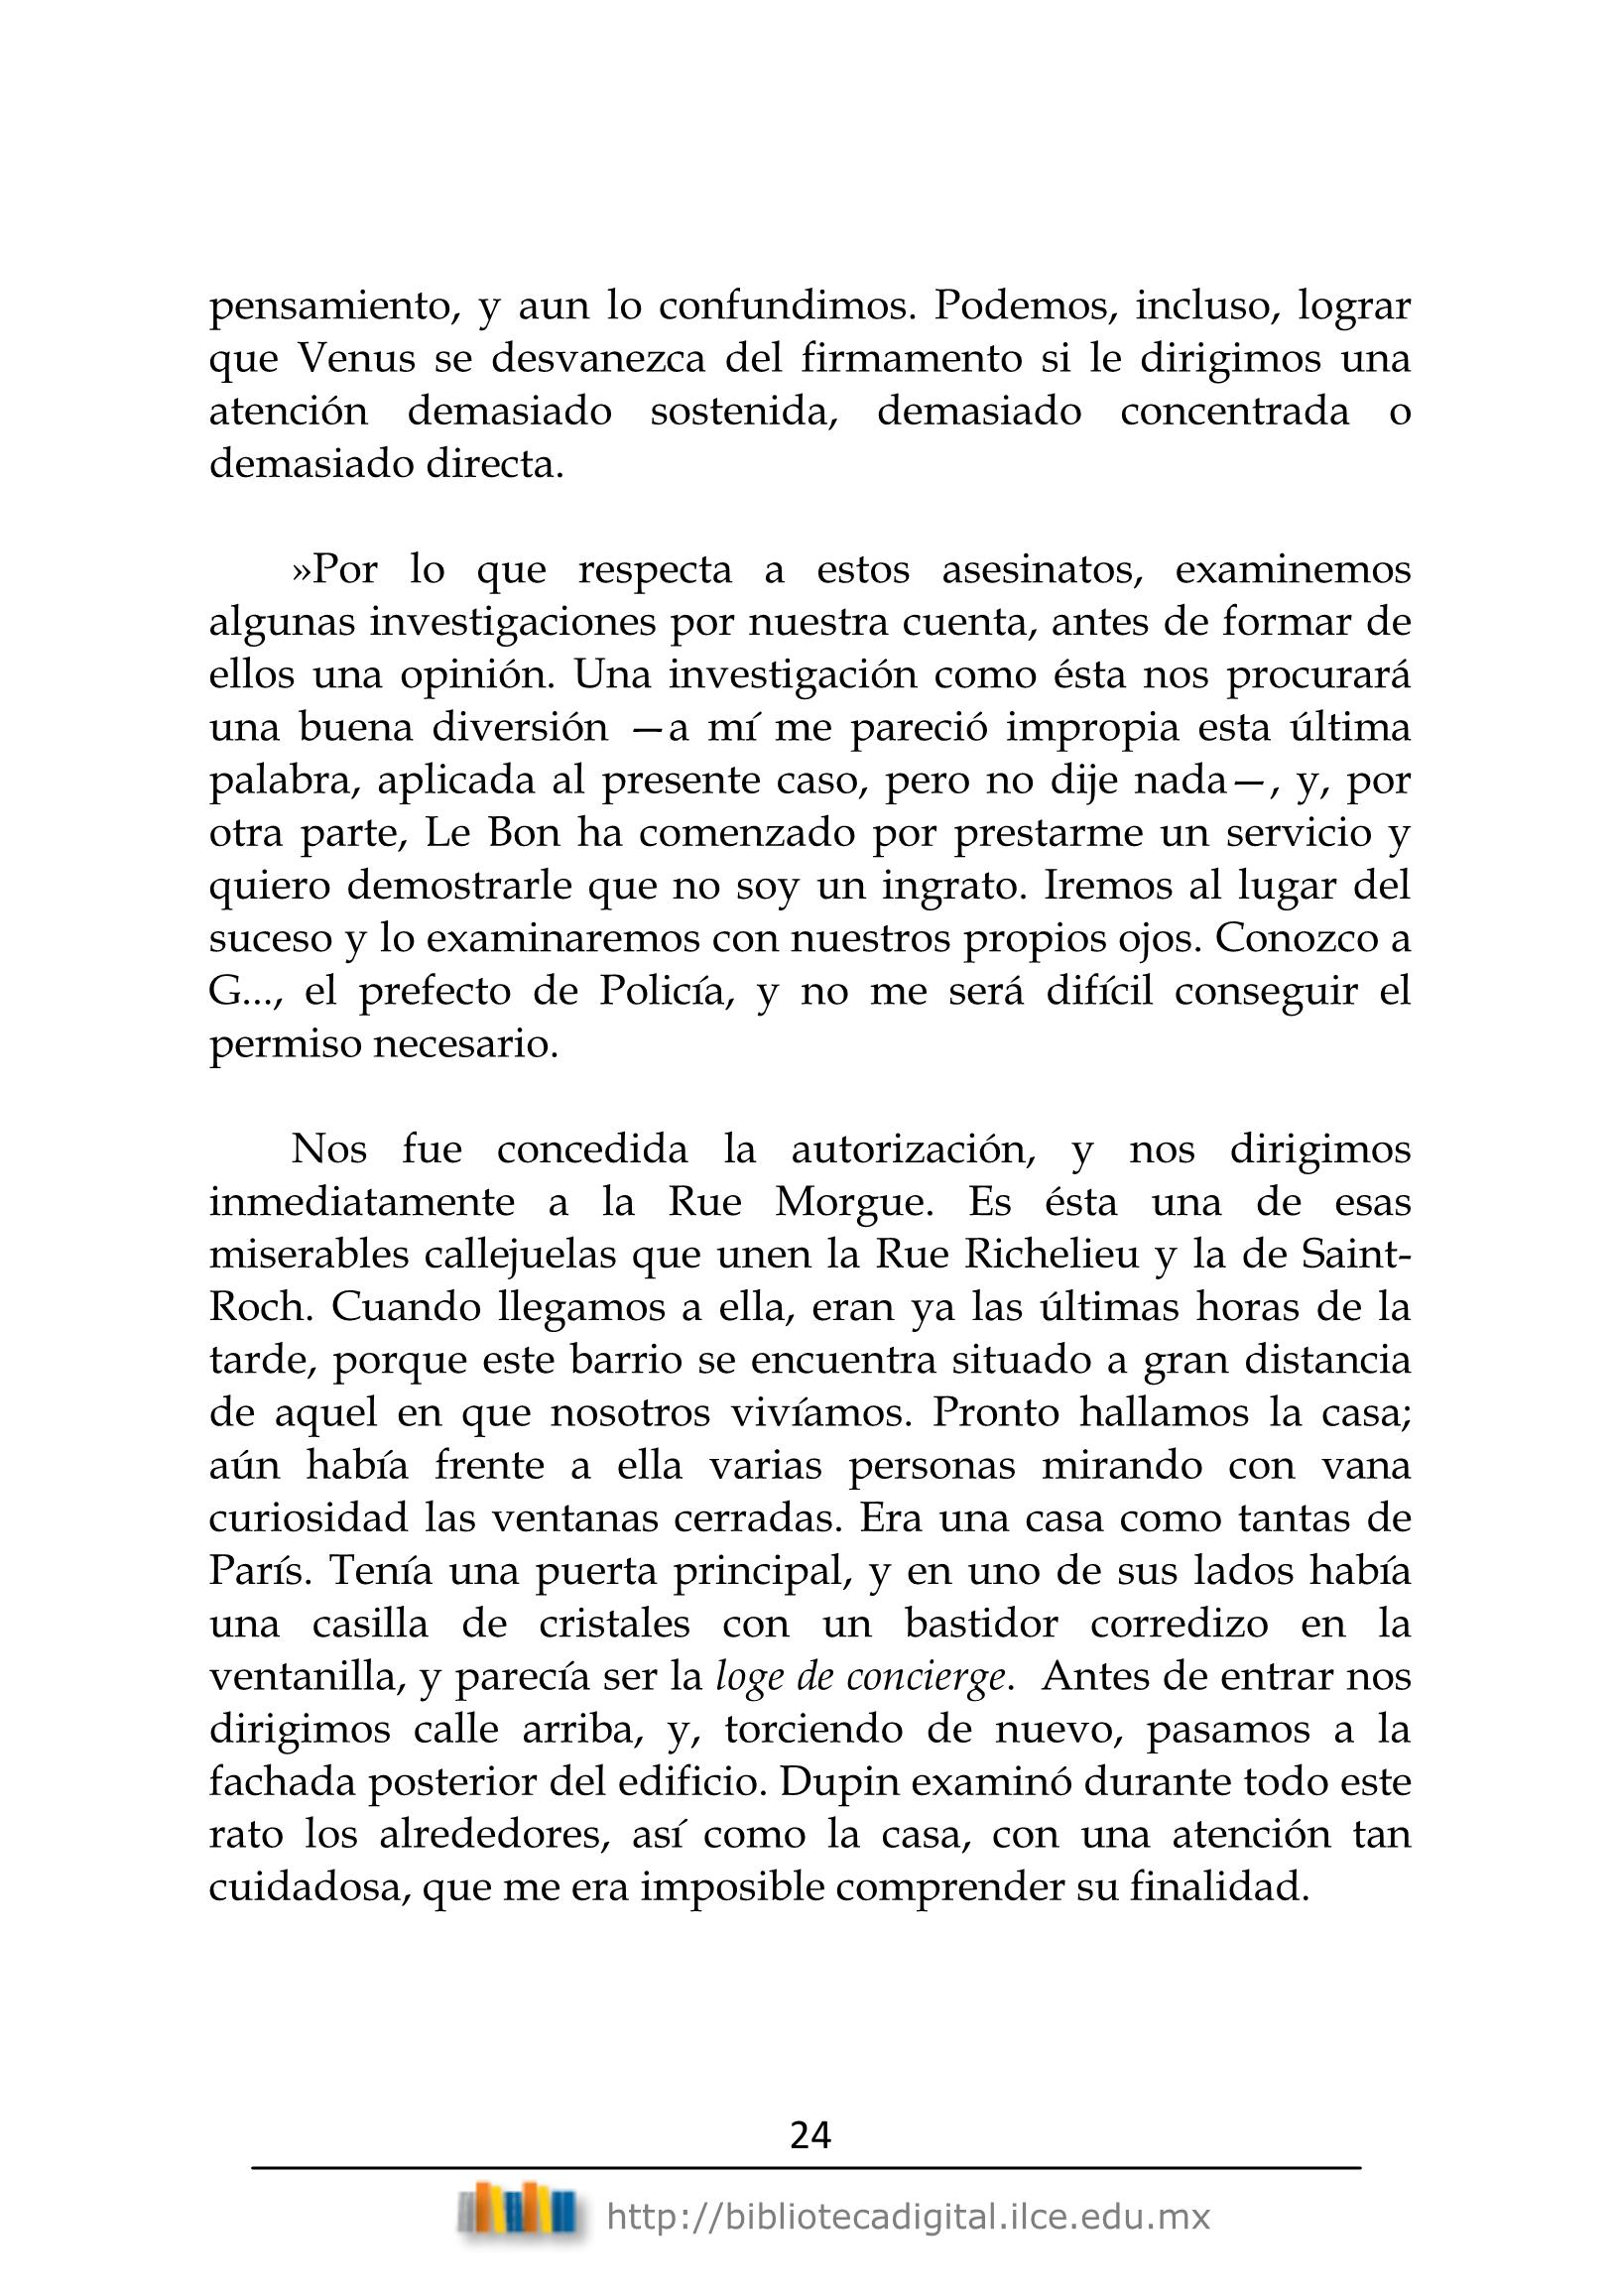 pensamiento, y aun lo confundimos. Podemos, incluso, lograr
que Venus se desvanezca del firmamento si le dirigimos una
atención demasiado sostenida, demasiado concentrada o
demasiado directa.
»Por lo que respecta a estos asesinatos, examinemos
algunas investigaciones por nuestra cuenta, antes de formar de
ellos una opinión. Una investigación como ésta nos procurará
una buena diversión —a mí me pareció impropia esta última
palabra, aplicada al presente caso, pero no dije nada—, y, por
otra parte, Le Bon ha comenzado por prestarme un servicio y
quiero demostrarle que no soy un ingrato. Iremos al lugar del
suceso y lo examinaremos con nuestros propios ojos. Conozco a
G..., el prefecto de Policía, y no me será difícil conseguir el
permiso necesario.
Nos fue concedida la autorización, y nos dirigimos
inmediatamente a la Rue Morgue. Es ésta una de esas
miserables callejuelas que unen la Rue Richelieu y la de Saint-
Roch. Cuando llegamos a ella, eran ya las últimas horas de la
tarde, porque este barrio se encuentra situado a gran distancia
de aquel en que nosotros vivíamos. Pronto hallamos la casa;
aún había frente a ella varias personas mirando con vana
curiosidad las ventanas cerradas. Era una casa como tantas de
París. Tenía una puerta principal, y en uno de sus lados había
una casilla de cristales con un bastidor corredizo en la
ventanilla, y parecía ser la loge de concierge. Antes de entrar nos
dirigimos calle arriba, y, torciendo de nuevo, pasamos a la
fachada posterior del edificio. Dupin examinó durante todo este
rato los alrededores, así como la casa, con una atención tan
cuidadosa, que me era imposible comprender su finalidad.
24
http://bibliotecadigital.ilce.edu.mx